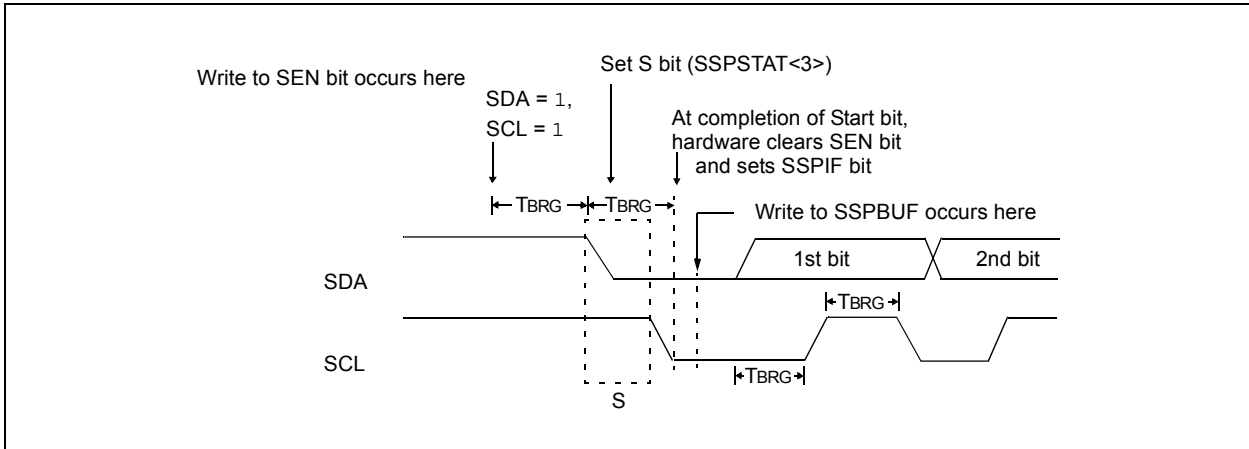 Write to SEN bit occurs here
Set S bit (SSPSTAT<3>)
SDA = 1,
SCL = 1
At completion of Start bit,
hardware clears SEN bit
and sets SSPIF bit
TBRG
TBRG
Write to SSPBUF occurs here
SDA
1st bit
2nd bit
TBRG
SCL
TBRG
S